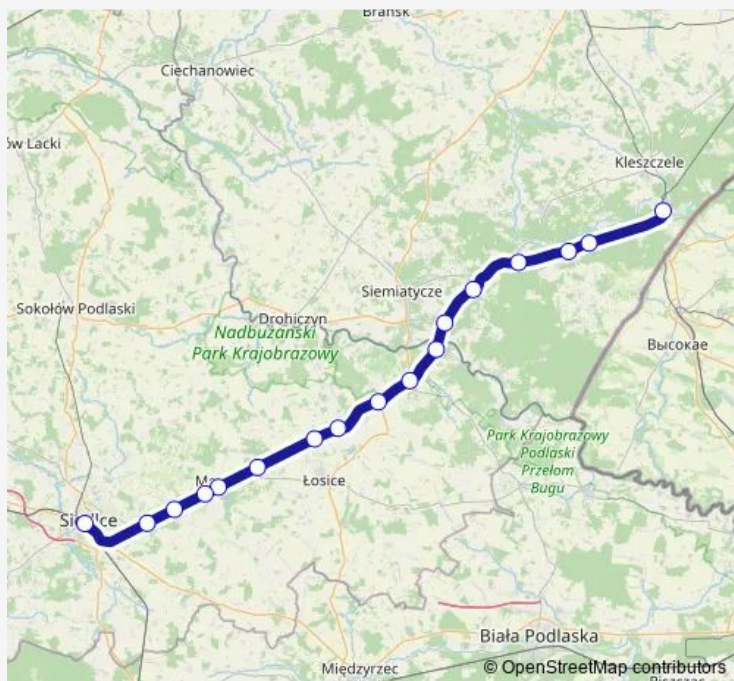 Brańsk
Ciechanowiec
ów Lacki
Kleszczele
Siemiatycze
Sokołów Podlaski
Drohiczyn
Nadbużański
Park Krajobrazowy
Высокае
Park Krajobrazowy
Podlaski
Przełom
Bugu
Łosice
Biała Podlaska
Międzyrzec
© OpenStreetMap contributors